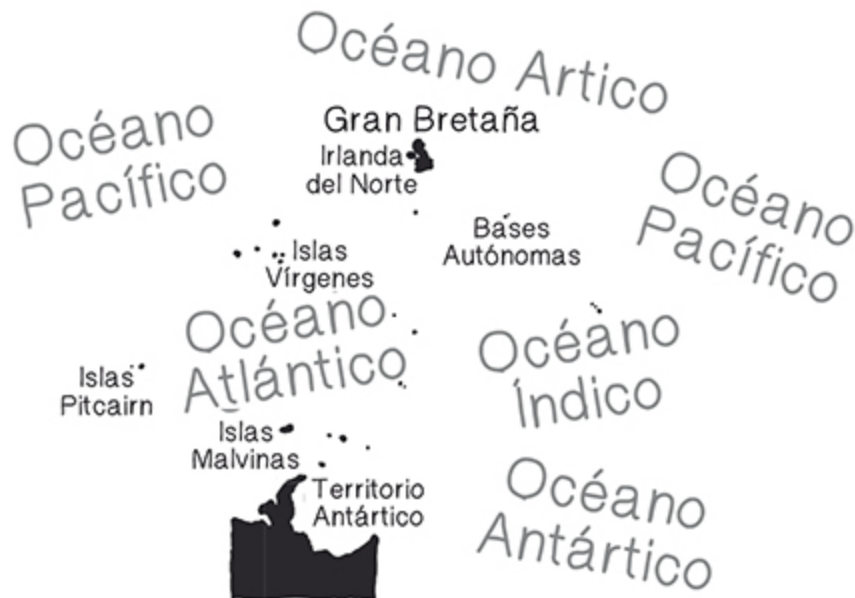 Océano Artico
Océano
Pacífico
Gran Bretaña
Irlanda
del Norte
Océano
Pacífico
Bases
Autónomas
Islas
Vírgenes
Océano
Atlántico
Océano
Índico
Islas
Pitcairn
Islas
Malvinas
Territorio
Antártico
Océano
Antártico